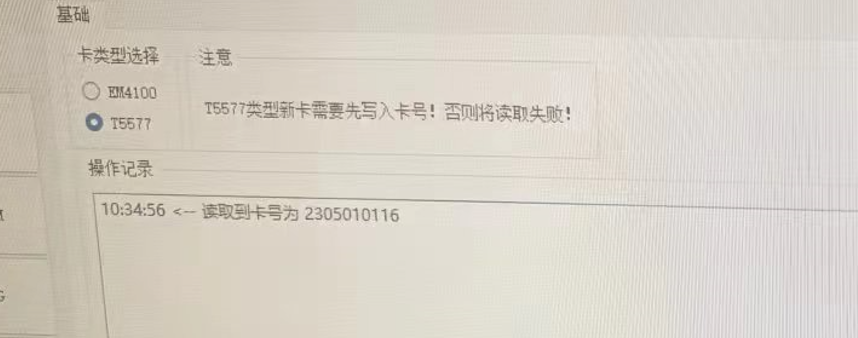 基础
卡类型选择
注意
EM4100
T5577
T5577类型新卡需要先写入卡号！否则将读取失败！
操作记录
10:34:56 <-- 读取到卡号为 2305010116